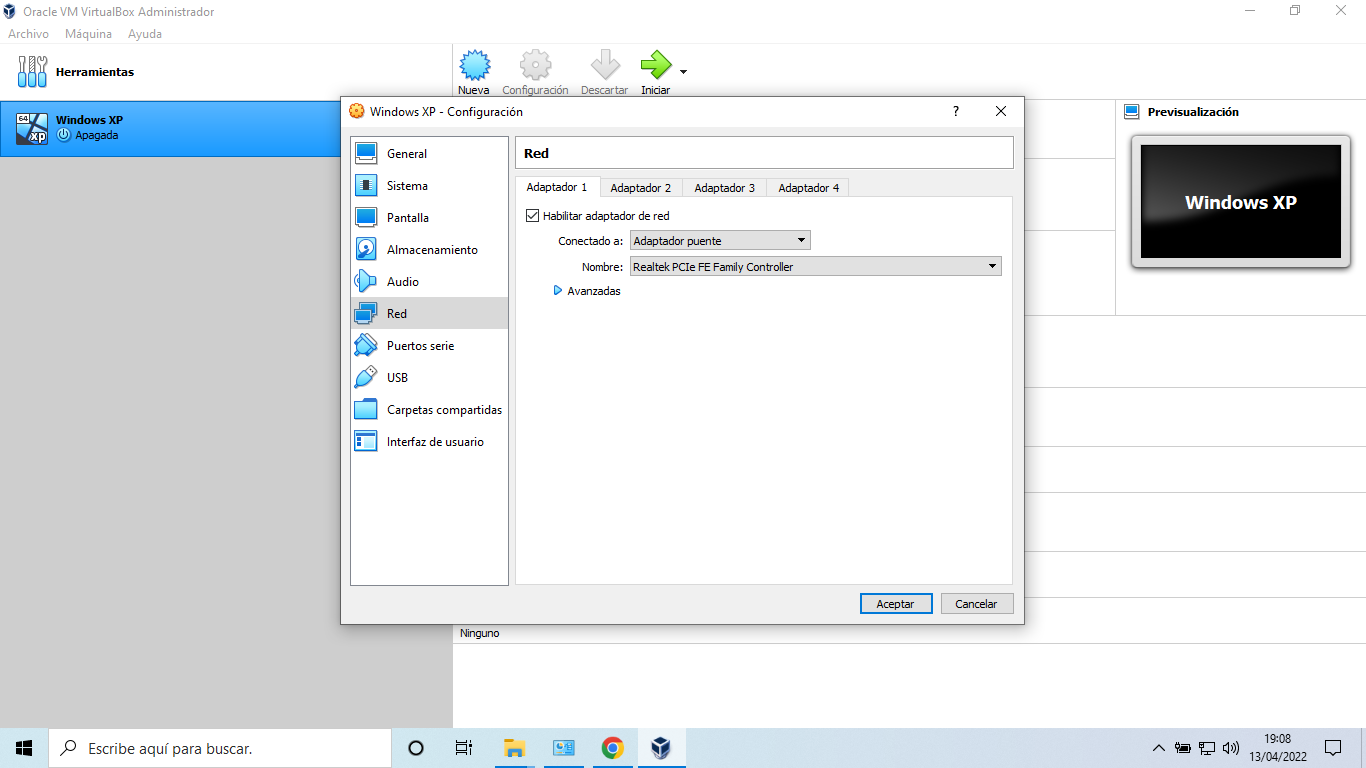 Oracle VM VirtualBox Administrador
Archivo Máquina Ayuda
Herramientas
Nueva Configuración Descartar Iniciar
64
xp
Windows XP
Apagada
Windows XP - Configuración
?
General
Sistema
Pantalla
Almacenamiento
Audio
Red
Puertos serie
USB
Carpetas compartidas
Interfaz de usuario
Red
Adaptador 1 Adaptador 2 Adaptador 3 Adaptador 4
Habilitar adaptador de red
Conectado a: Adaptador puente
Nombre: Realtek PCIe FE Family Controller
Avanzadas
Aceptar Cancelar
Previsualización
Windows XP
Ninguno
Escribe aquí para buscar.
19:08
13/04/2022